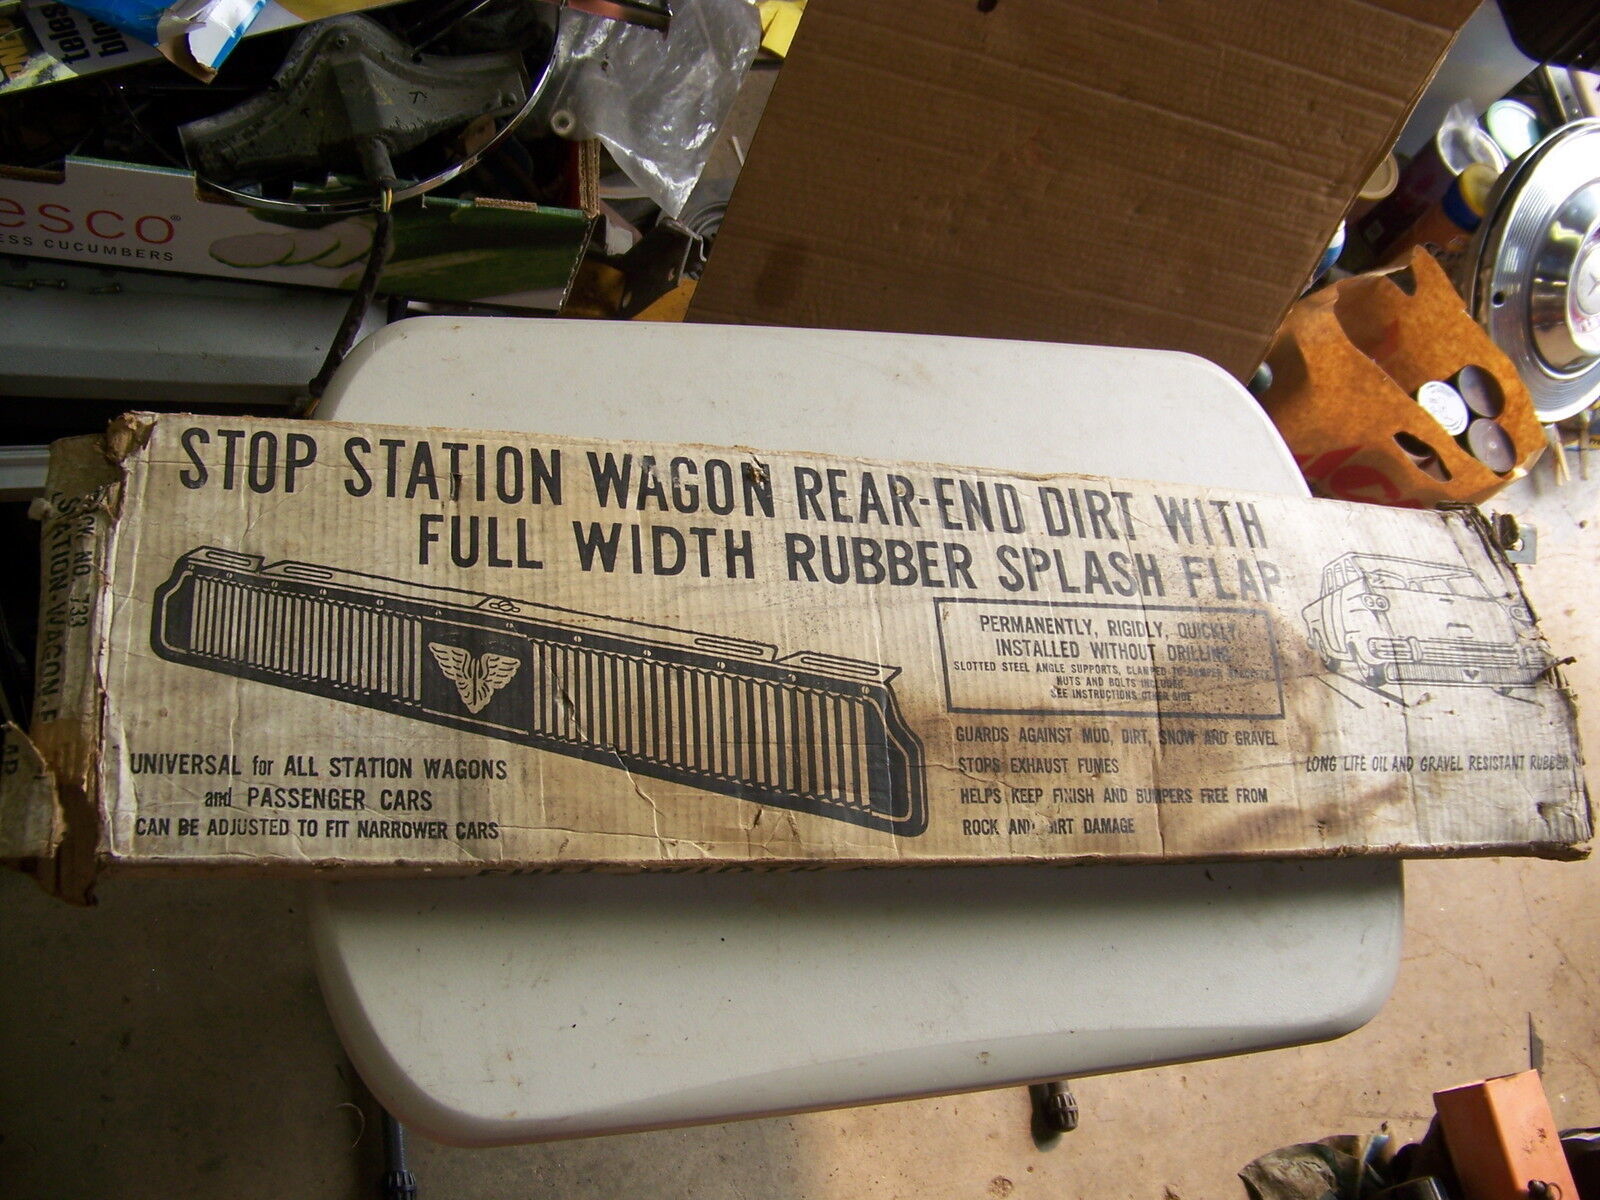 esco®
ESS CUCUMBERS
STOP STATION WAGON REAR-END DIRT WITH
FULL WIDTH RUBBER SPLASH FLAP
PERMANENTLY, RIGIDLY, QUICKLY
INSTALLED WITHOUT DRILLING
SLOTTED STEEL ANGLE SUPPORTS, CLAMPED TO BUMPER BRACKETS
NUTS AND BOLTS INCLUDED
SEE INSTRUCTIONS OTHER SIDE
GUARDS AGAINST MUD, DIRT, SNOW AND GRAVEL
STOPS EXHAUST FUMES
HELPS KEEP FINISH AND BUMPERS FREE FROM
ROCK AND DIRT DAMAGE
LONG LIFE OIL AND GRAVEL RESISTANT RUBBER
UNIVERSAL for ALL STATION WAGONS
and PASSENGER CARS
CAN BE ADJUSTED TO FIT NARROWER CARS
NO. 733
STATION-WAGON